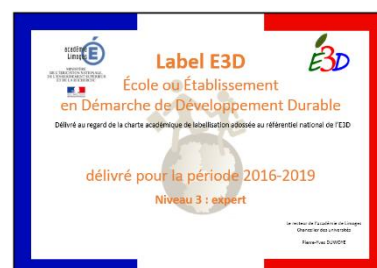 académie
Limoges
MINISTÈRE
DE L'ÉDUCATION NATIONALE,
DE L'ENSEIGNEMENT SUPÉRIEUR
ET DE LA RECHERCHE
E3D
Label E3D
École ou Établissement
en Démarche de Développement Durable
Délivré au regard de la charte académique de labellisation adossée au référentiel national de l'E3D
délivré pour la période 2016-2019
Niveau 3 : expert
Le recteur de l'académie de Limoges
Chancelier des universités
Pierre-Yves